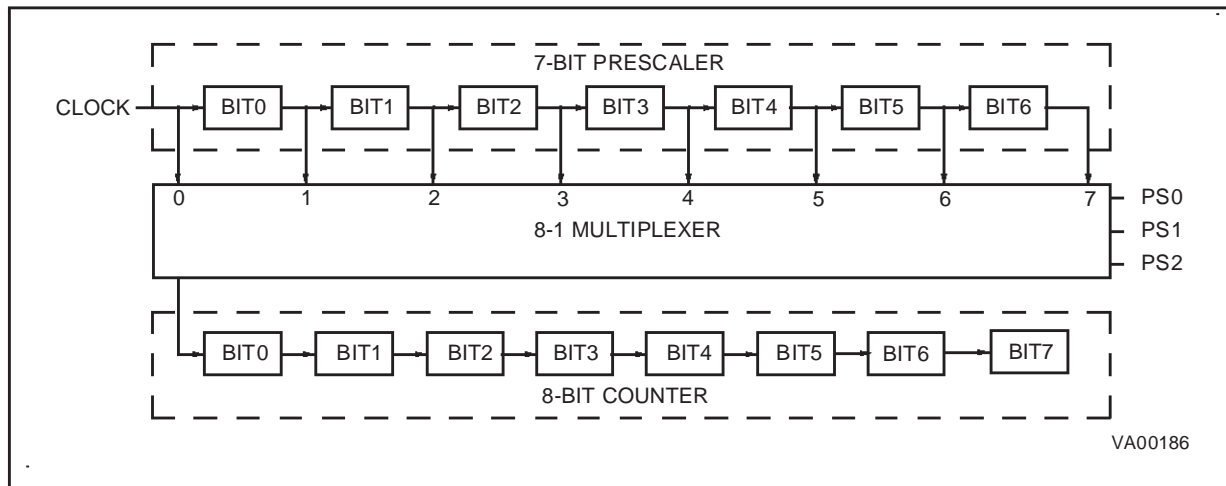 7-BIT PRESCALER
CLOCK BIT0 BIT1 BIT2 BIT3 BIT4 BIT5 BIT6
0 1 2 3 4 5 6 7 PS0
8-1 MULTIPLEXER PS1
PS2
BIT0 BIT1 BIT2 BIT3 BIT4 BIT5 BIT6 BIT7
8-BIT COUNTER
VA00186